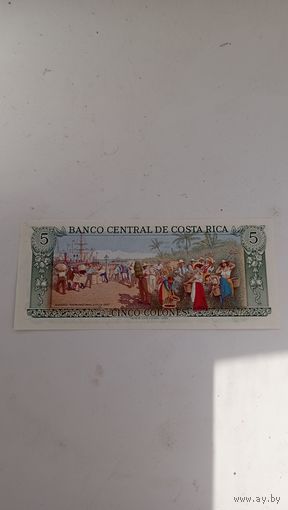 BANCO CENTRAL DE COSTA RICA
5 5
CINCO COLONES
www.ay.by